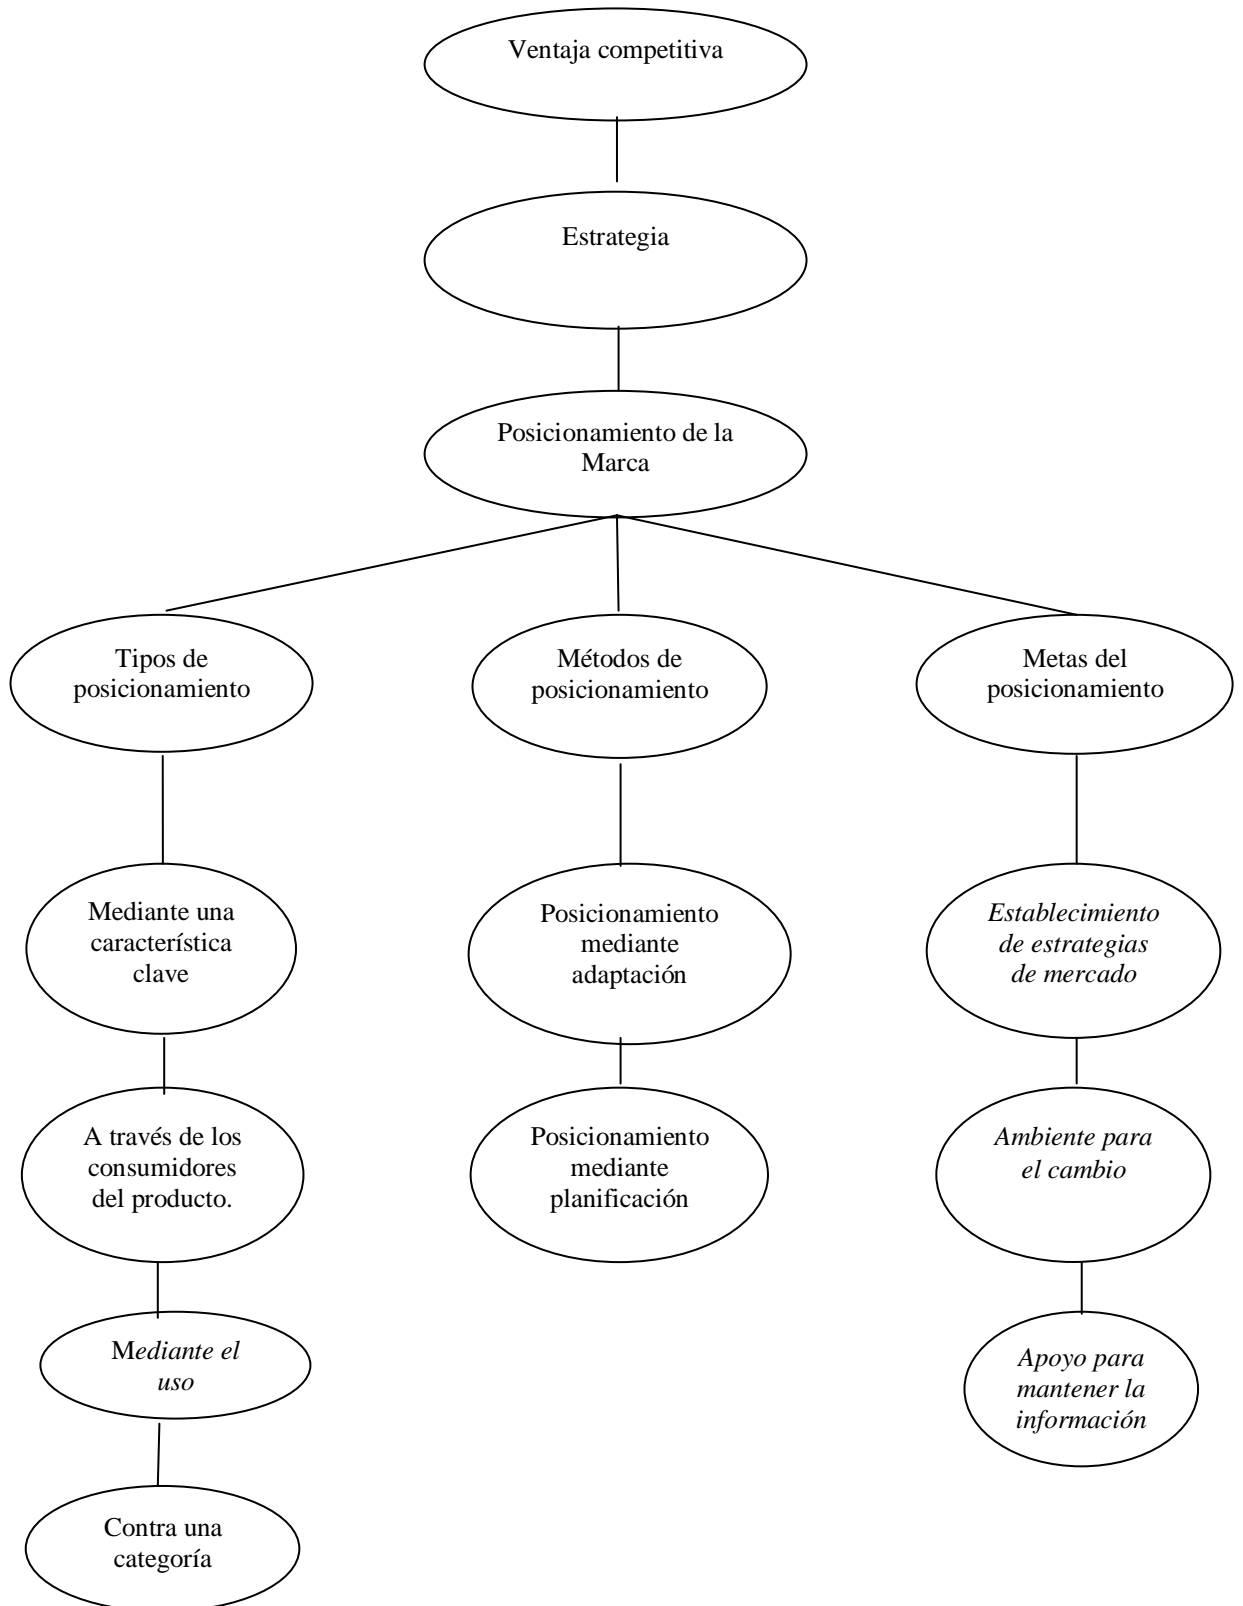 Ventaja competitiva
Estrategia
Posicionamiento de la
Marca
Tipos de
posicionamiento
Métodos de
posicionamiento
Metas del
posicionamiento
Mediante una
característica
clave
Posicionamiento
mediante
adaptación
Establecimiento
de estrategias
de mercado
A través de los
consumidores
del producto.
Posicionamiento
mediante
planificación
Ambiente para
el cambio
Mediante el
uso
Apoyo para
mantener la
información
Contra una
categoría